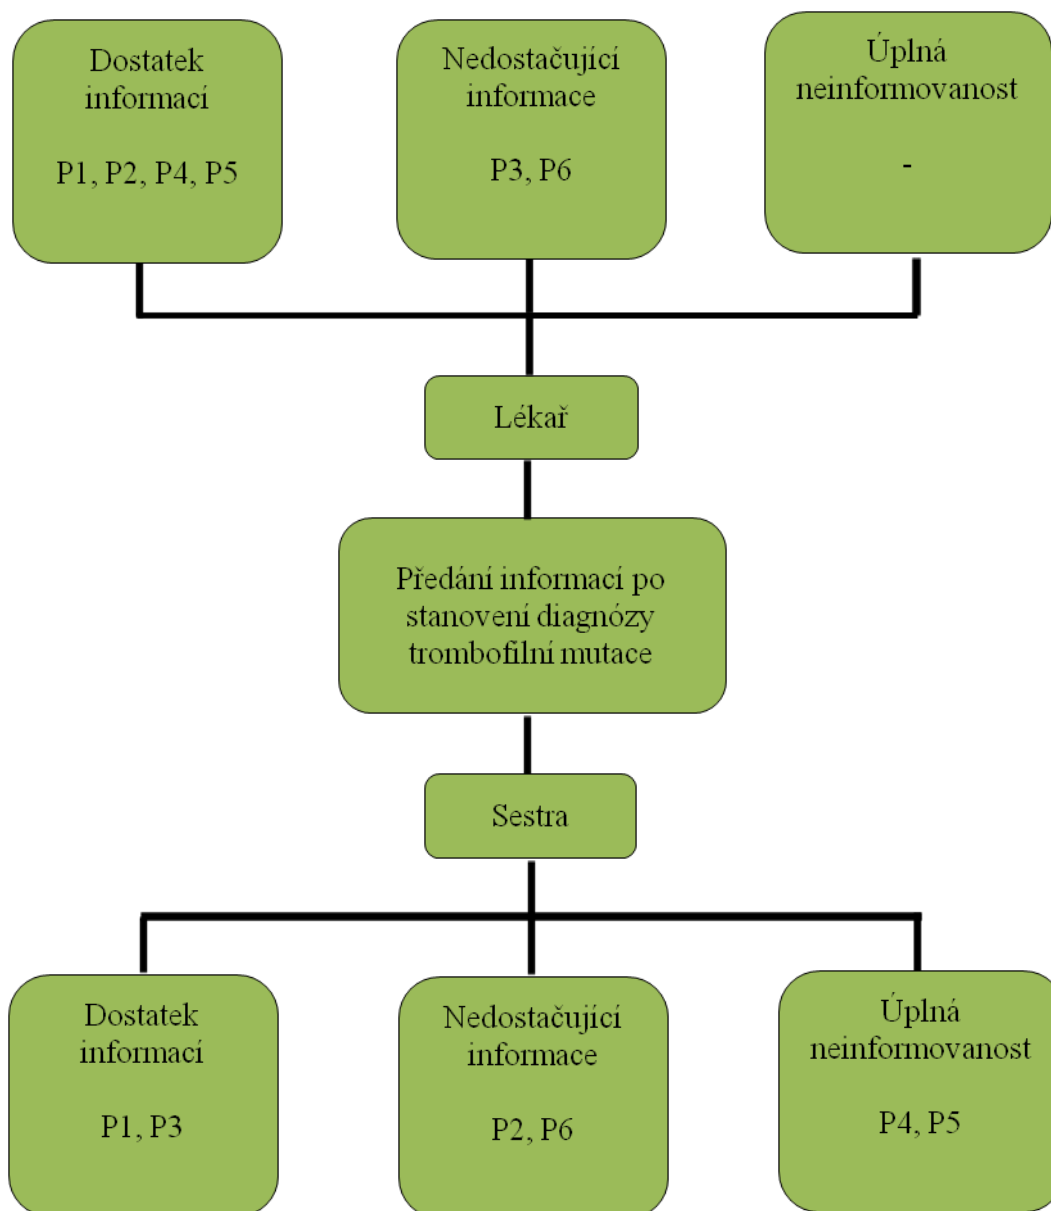 Dostatek
informací
P1, P2, P4, P5
Nedostačující
informace
P3, P6
Úplná
neinformovanost
-
Lékař
Předání informací po
stanovení diagnózy
trombofilní mutace
Sestra
Dostatek
informací
P1, P3
Nedostačující
informace
P2, P6
Úplná
neinformovanost
P4, P5